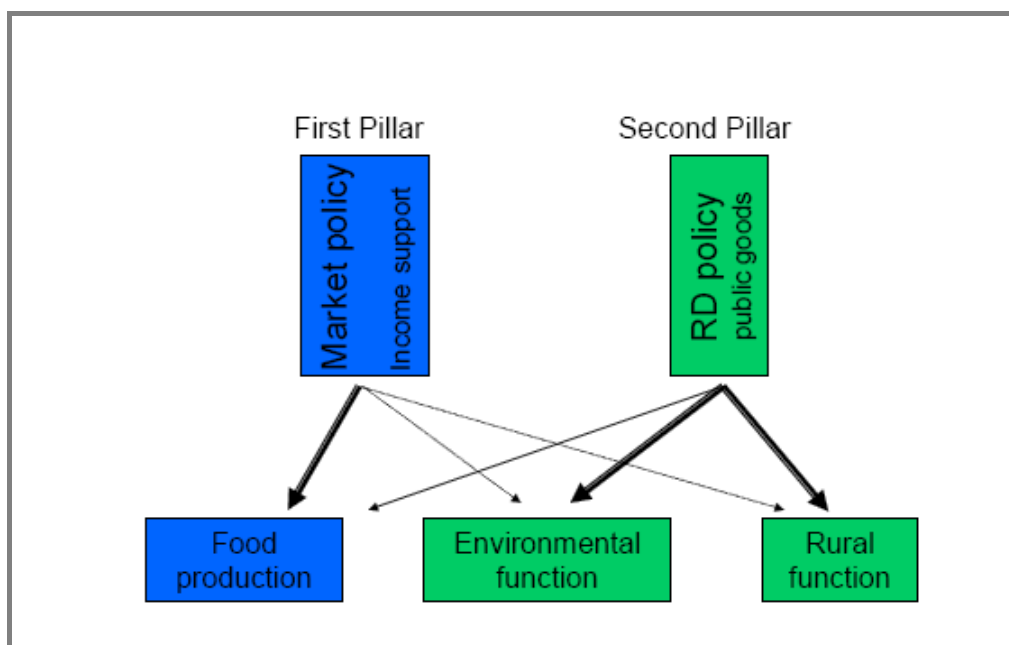 First Pillar
Second Pillar
Market policy
Income support
RD policy
public goods
Food
production
Environmental
function
Rural
function